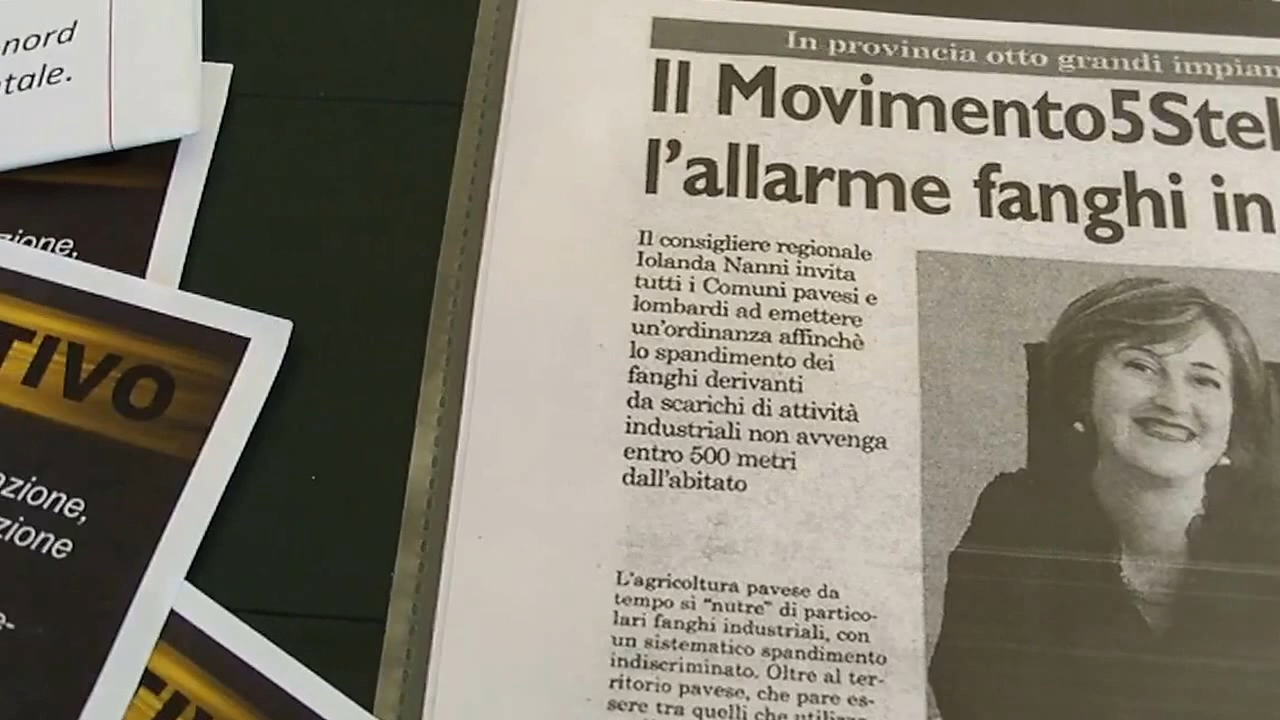 nord
tale.
zione,
TIVO
zione,
zione
In provincia otto grandi impian
Il Movimento5Stel
l'allarme fanghi in
Il consigliere regionale
Iolanda Nanni invita
tutti i Comuni pavesi e
lombardi ad emettere
un'ordinanza affinchè
lo spandimento dei
fanghi derivanti
da scarichi di attività
industriali non avvenga
entro 500 metri
dall'abitato
L'agricoltura pavese da
tempo si "nutre" di partico-
lari fanghi industriali, con
un sistematico spandimento
indiscriminato. Oltre al ter-
ritorio pavese, che pare es-
sere tra quelli che utilizza